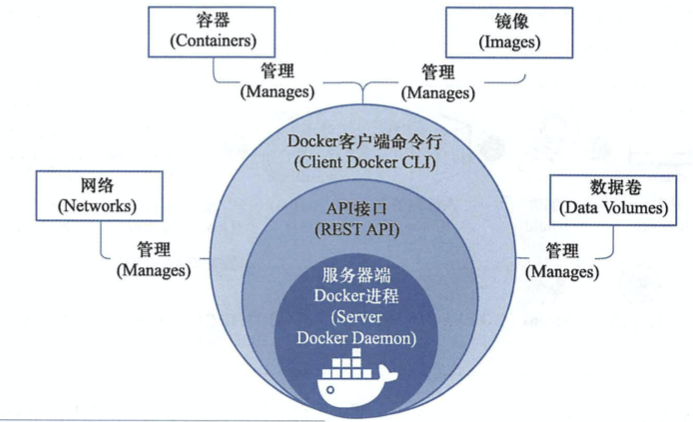 容器
(Containers)
镜像
(Images)
管理
(Manages)
管理
(Manages)
Docker客户端命令行
(Client Docker CLI)
网络
(Networks)
数据卷
(Data Volumes)
API接口
(REST API)
管理
(Manages)
管理
(Manages)
服务器端
Docker进程
(Server
Docker Daemon)